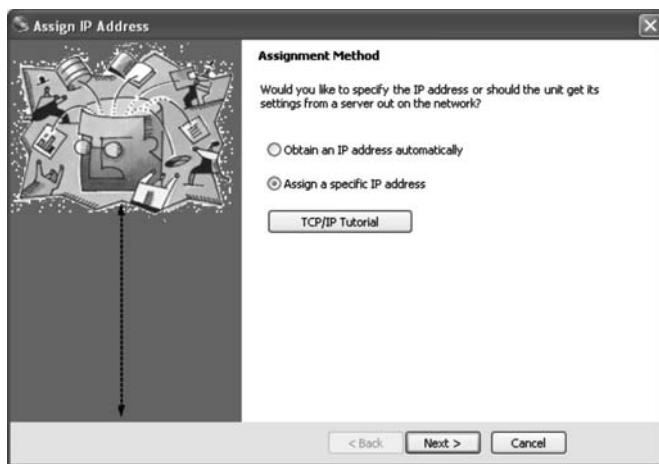 Assign IP Address
Assignment Method
Would you like to specify the IP address or should the unit get its
settings from a server out on the network?
Obtain an IP address automatically
Assign a specific IP address
TCP/IP Tutorial
< Back
Next >
Cancel